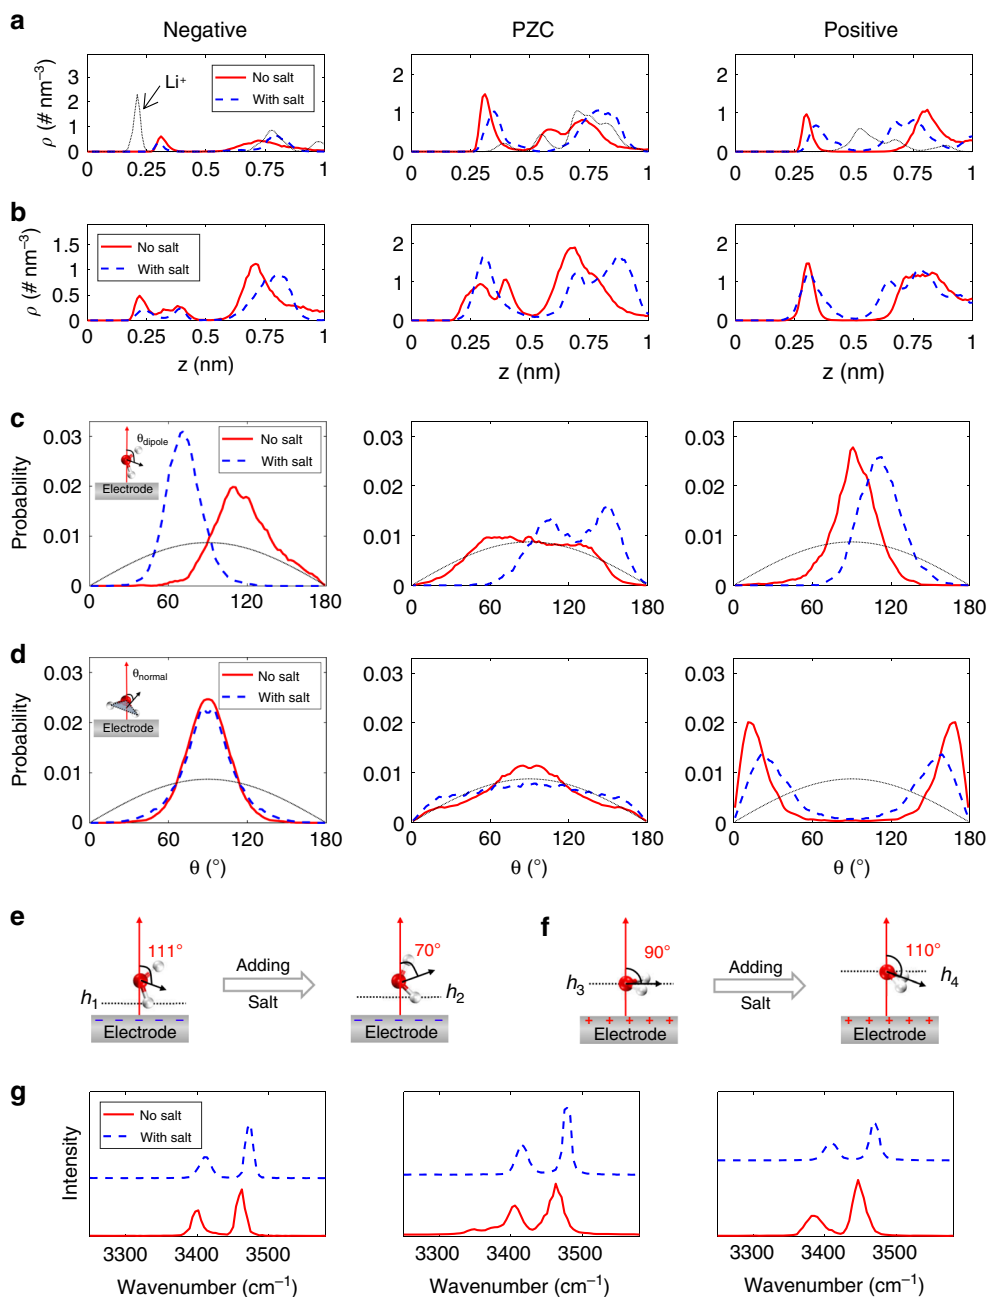 a
Negative
PZC
Positive
ρ (# nm⁻³)
3
2
1
0
Li⁺
No salt
With salt
0 0.25 0.5 0.75 1
2
1
0
0 0.25 0.5 0.75 1
2
1
0
0 0.25 0.5 0.75 1
b
ρ (# nm⁻³)
1.5
1
0.5
0
No salt
With salt
0 0.25 0.5 0.75 1
z (nm)
2
1
0
0 0.25 0.5 0.75 1
z (nm)
2
1
0
0 0.25 0.5 0.75 1
z (nm)
c
Probability
0.03
0.02
0.01
0
θdipole
Electrode
No salt
With salt
0 60 120 180
0.03
0.02
0.01
0
0 60 120 180
0.03
0.02
0.01
0
0 60 120 180
d
Probability
0.03
0.02
0.01
0
θnormal
Electrode
No salt
With salt
0 60 120 180
θ (°)
0.03
0.02
0.01
0
0 60 120 180
θ (°)
0.03
0.02
0.01
0
0 60 120 180
θ (°)
e
111°
h₁
Electrode
Adding
Salt
70°
h₂
Electrode
f
90°
h₃
Electrode
Adding
Salt
110°
h₄
Electrode
g
Intensity
No salt
With salt
3300 3400 3500
Wavenumber (cm⁻¹)
3300 3400 3500
Wavenumber (cm⁻¹)
3300 3400 3500
Wavenumber (cm⁻¹)